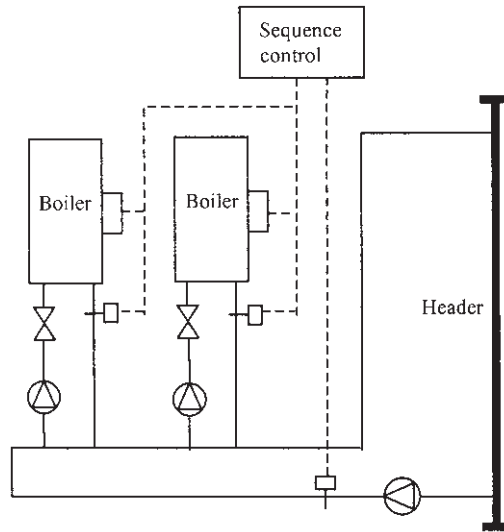 Sequence
control
Boiler
Boiler
Header